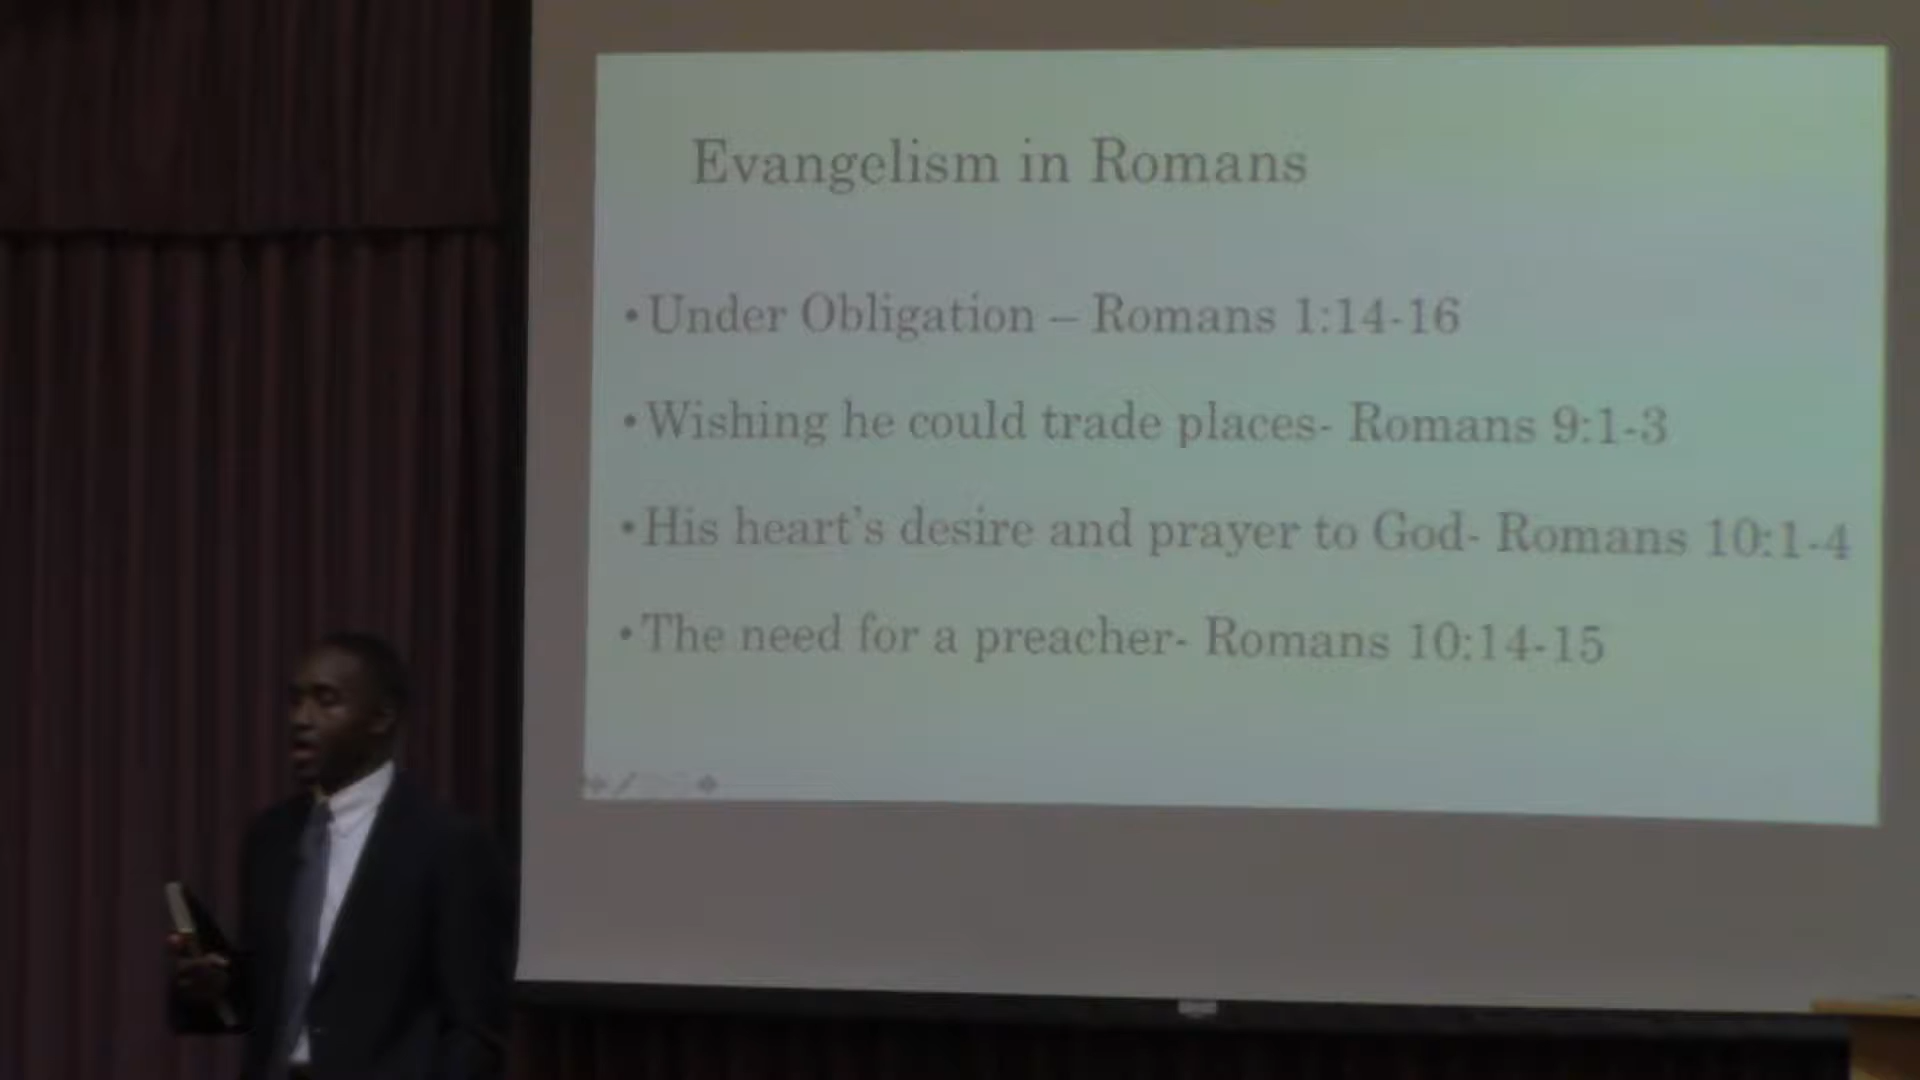 Evangelism in Romans
• Under Obligation – Romans 1:14-16
• Wishing he could trade places- Romans 9:1-3
• His heart's desire and prayer to God- Romans 10:1-4
• The need for a preacher- Romans 10:14-15